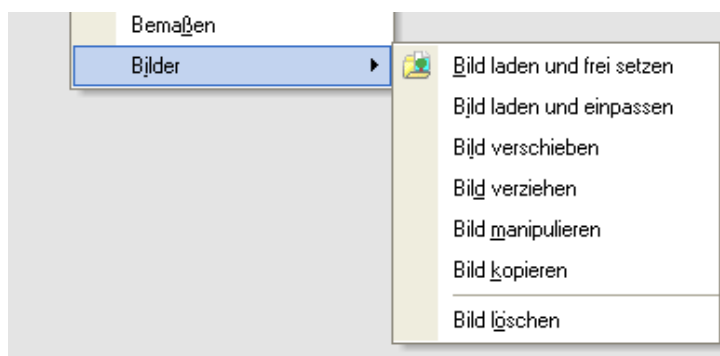 Bemaßen
Bilder
Bild laden und frei setzen
Bild laden und einpassen
Bild verschieben
Bild verziehen
Bild manipulieren
Bild kopieren
Bild löschen